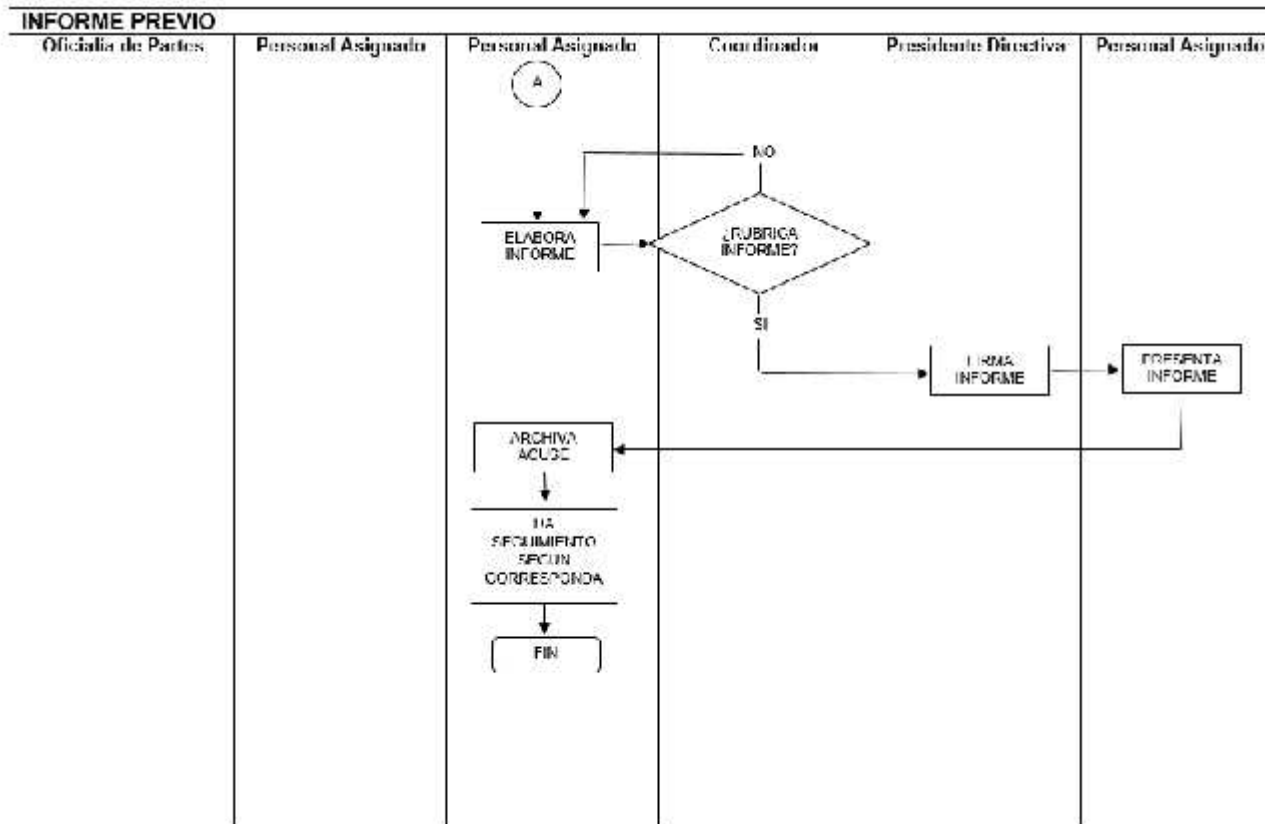 INFORME PREVIO
Oficialía de Partes Personal Asignado Personal Asignado Coordinador Presidente Directiva Personal Asignado
A
NO
ELABORA
INFORME
¿RUBRICA
INFORME?
SI
FIRMA
INFORME
PRESENTA
INFORME
ARCHIVA
ACUSE
DA
SEGUIMIENTO
SEGUN
CORRESPONDA
FIN